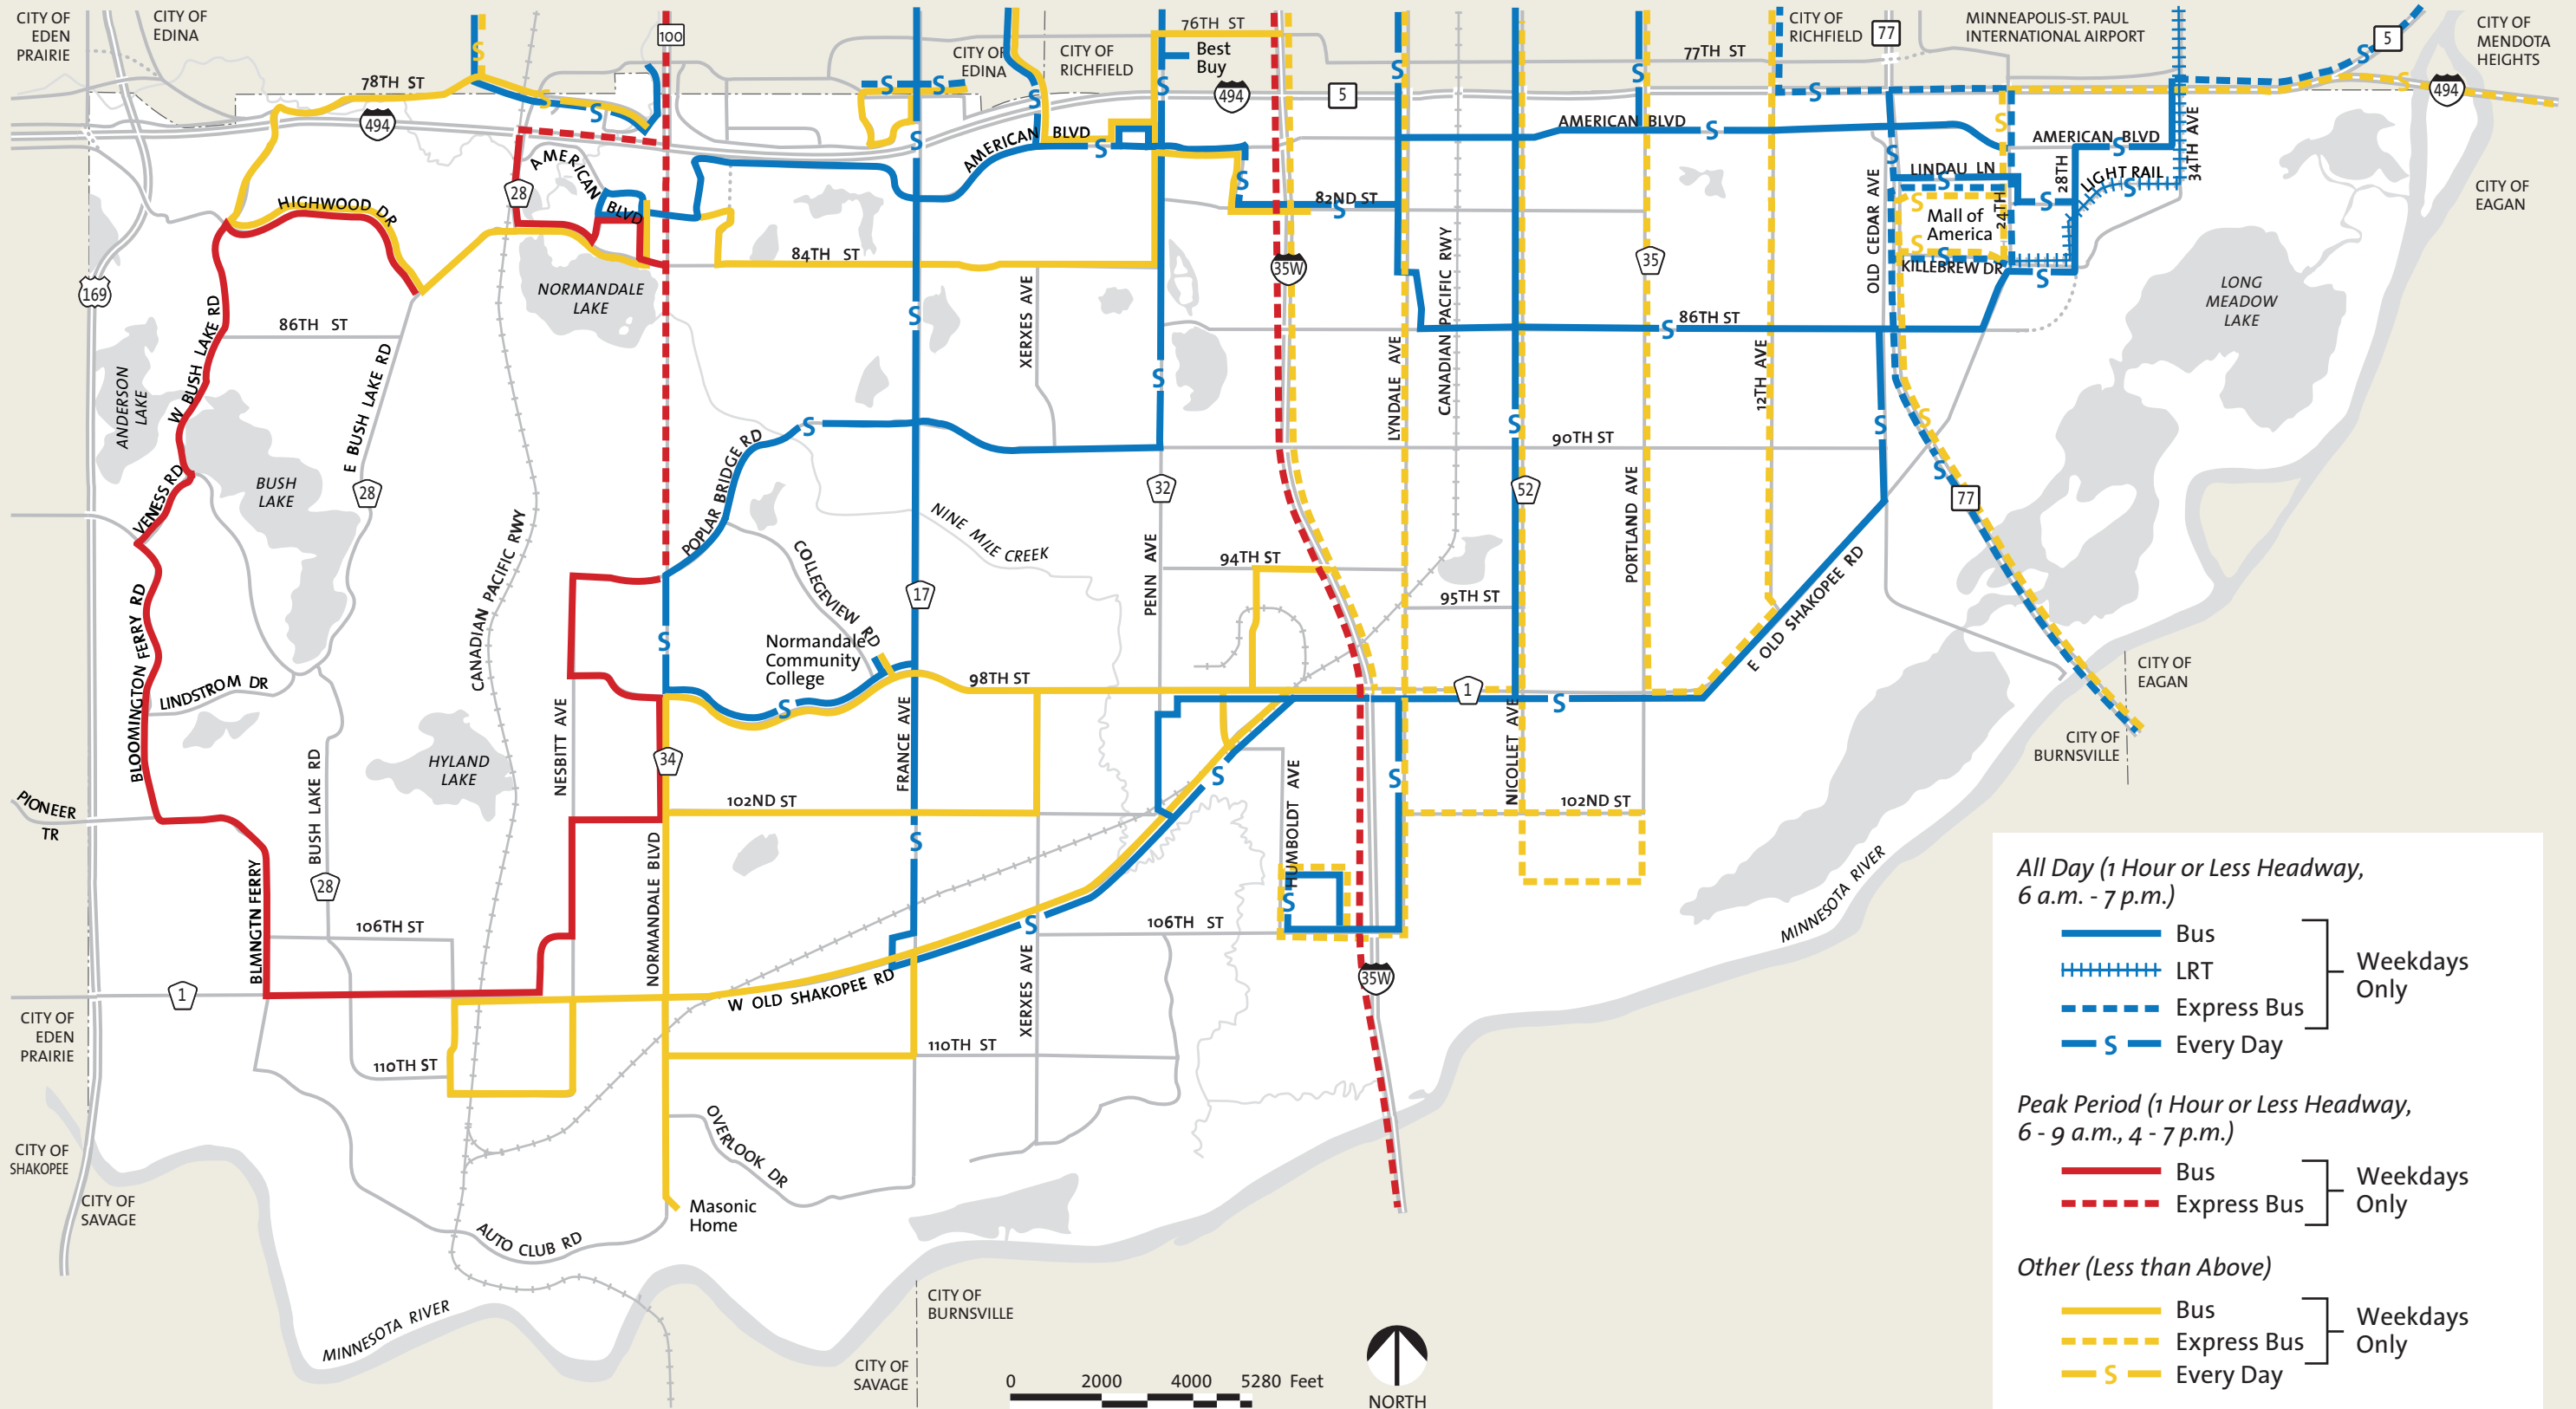 CITY OF
EDEN
PRAIRIE
CITY OF
EDINA
100
76TH ST
Best
Buy
CITY OF
EDINA
CITY OF
RICHFIELD
77TH ST
CITY OF
RICHFIELD
77
MINNEAPOLIS-ST. PAUL
INTERNATIONAL AIRPORT
5
CITY OF
MENDOTA
HEIGHTS
S
S
S
S
S
S
S
S
S
S
S
78TH ST
494
S
S
494
5
S
494
AMERICAN BLVD
S
AMERICAN BLVD
S
S
AMERICAN BLVD
S
34TH AVE
S
S
AMERICAN
BLVD
28
HIGHWOOD DR
S
82ND ST
S
LINDAU LN
S
28TH
LIGHT RAIL
S
S
24TH
S
Mall of
America
S
S
KILLEBREW DR
S
CITY OF
EAGAN
OLD CEDAR AVE
84TH ST
35W
35
169
NORMANDALE
LAKE
LONG
MEADOW
LAKE
XERXES AVE
CANADIAN PACIFIC RWY
S
86TH ST
S
86TH ST
W BUSH LAKE RD
E BUSH LAKE RD
ANDERSON
LAKE
LYNDALE AVE
12TH AVE
S
S
S
S
S
S
90TH ST
POPLAR BRIDGE RD
VENESS RD
BUSH
LAKE
28
32
52
77
PORTLAND AVE
CANADIAN PACIFIC RWY
NINE MILE CREEK
PENN AVE
94TH ST
COLLEGEVIEW RD
17
95TH ST
E OLD SHAKOPEE RD
BLOOMINGTON FERRY RD
S
Normandale
Community
College
LINDSTROM DR
98TH ST
1
S
S
CITY OF
EAGAN
NESBITT AVE
FRANCE AVE
NICOLLET AVE
CITY OF
BURNSVILLE
34
HYLAND
LAKE
BUSH LAKE RD
S
S
HUMBOLDT AVE
PIONEER
TR
102ND ST
102ND ST
S
NORMANDALE BLVD
BLMNGTN FERRY
28
S
106TH ST
S
106TH ST
MINNESOTA RIVER
XERXES AVE
1
W OLD SHAKOPEE RD
35W
CITY OF
EDEN
PRAIRIE
110TH ST
110TH ST
OVERLOOK DR
CITY OF
SHAKOPEE
CITY OF
SAVAGE
Masonic
Home
AUTO CLUB RD
MINNESOTA RIVER
CITY OF
BURNSVILLE
CITY OF
SAVAGE
0 2000 4000 5280 Feet
NORTH
All Day (1 Hour or Less Headway,
6 a.m. - 7 p.m.)
Bus
LRT
Express Bus
Weekdays
Only
S Every Day
Peak Period (1 Hour or Less Headway,
6 - 9 a.m., 4 - 7 p.m.)
Bus
Express Bus
Weekdays
Only
Other (Less than Above)
Bus
Express Bus
Weekdays
Only
S Every Day